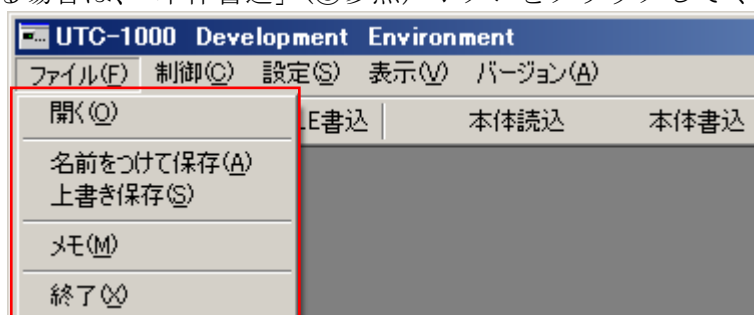 る場合は、「本体書込」(⑧参照) ボタンをクリックして、
UTC-1000 Development Environment
ファイル(F) 制御(C) 設定(S) 表示(V) バージョン(A)
開く(O)
LE書込 本体読込 本体書込
名前をつけて保存(A)
上書き保存(S)
メモ(M)
終了(X)